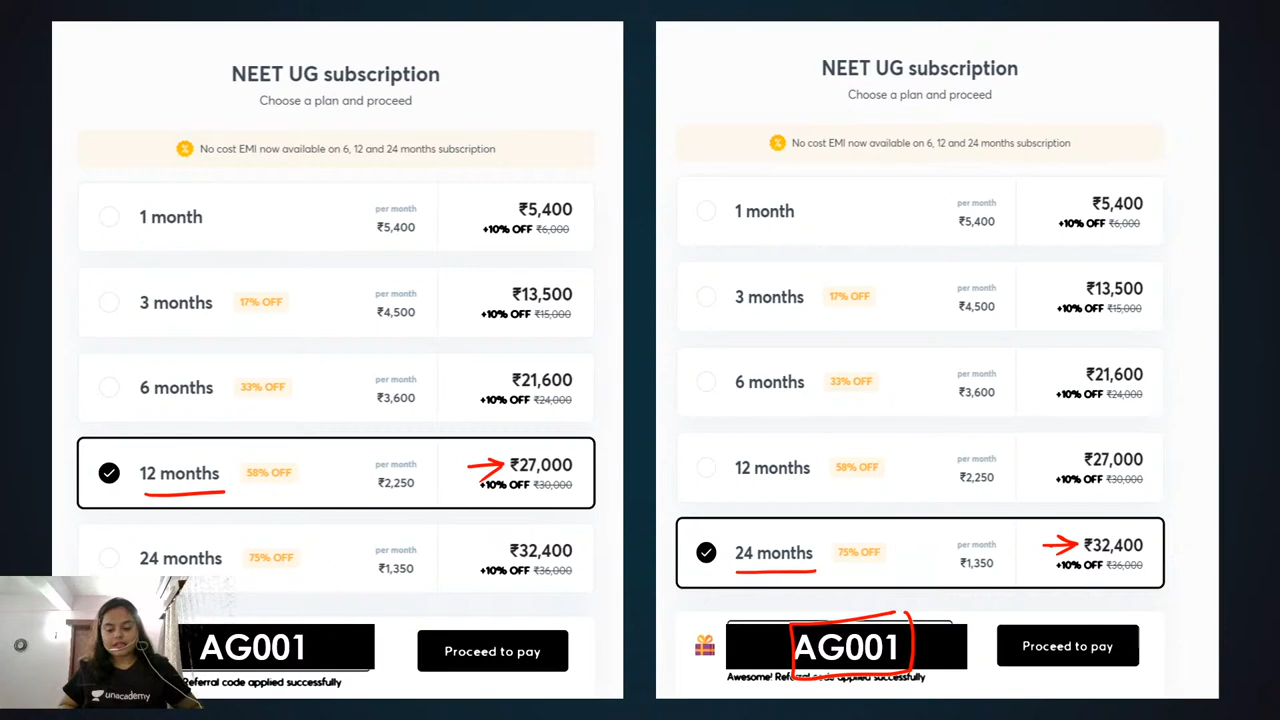 NEET UG subscription
Choose a plan and proceed
No cost EMI now available on 6, 12 and 24 months subscription
1 month
per month
₹5,400
₹5,400
+10% OFF ₹6,000
3 months
17% OFF
per month
₹4,500
₹13,500
+10% OFF ₹15,000
6 months
33% OFF
per month
₹3,600
₹21,600
+10% OFF ₹24,000
12 months
58% OFF
per month
₹2,250
₹27,000
+10% OFF ₹30,000
24 months
75% OFF
per month
₹1,350
₹32,400
+10% OFF ₹36,000
AG001
Proceed to pay
Referral code applied successfully
unacademy
NEET UG subscription
Choose a plan and proceed
No cost EMI now available on 6, 12 and 24 months subscription
1 month
per month
₹5,400
₹5,400
+10% OFF ₹6,000
3 months
17% OFF
per month
₹4,500
₹13,500
+10% OFF ₹15,000
6 months
33% OFF
per month
₹3,600
₹21,600
+10% OFF ₹24,000
12 months
58% OFF
per month
₹2,250
₹27,000
+10% OFF ₹30,000
24 months
75% OFF
per month
₹1,350
₹32,400
+10% OFF ₹36,000
AG001
Proceed to pay
Awesome! Referral code applied successfully